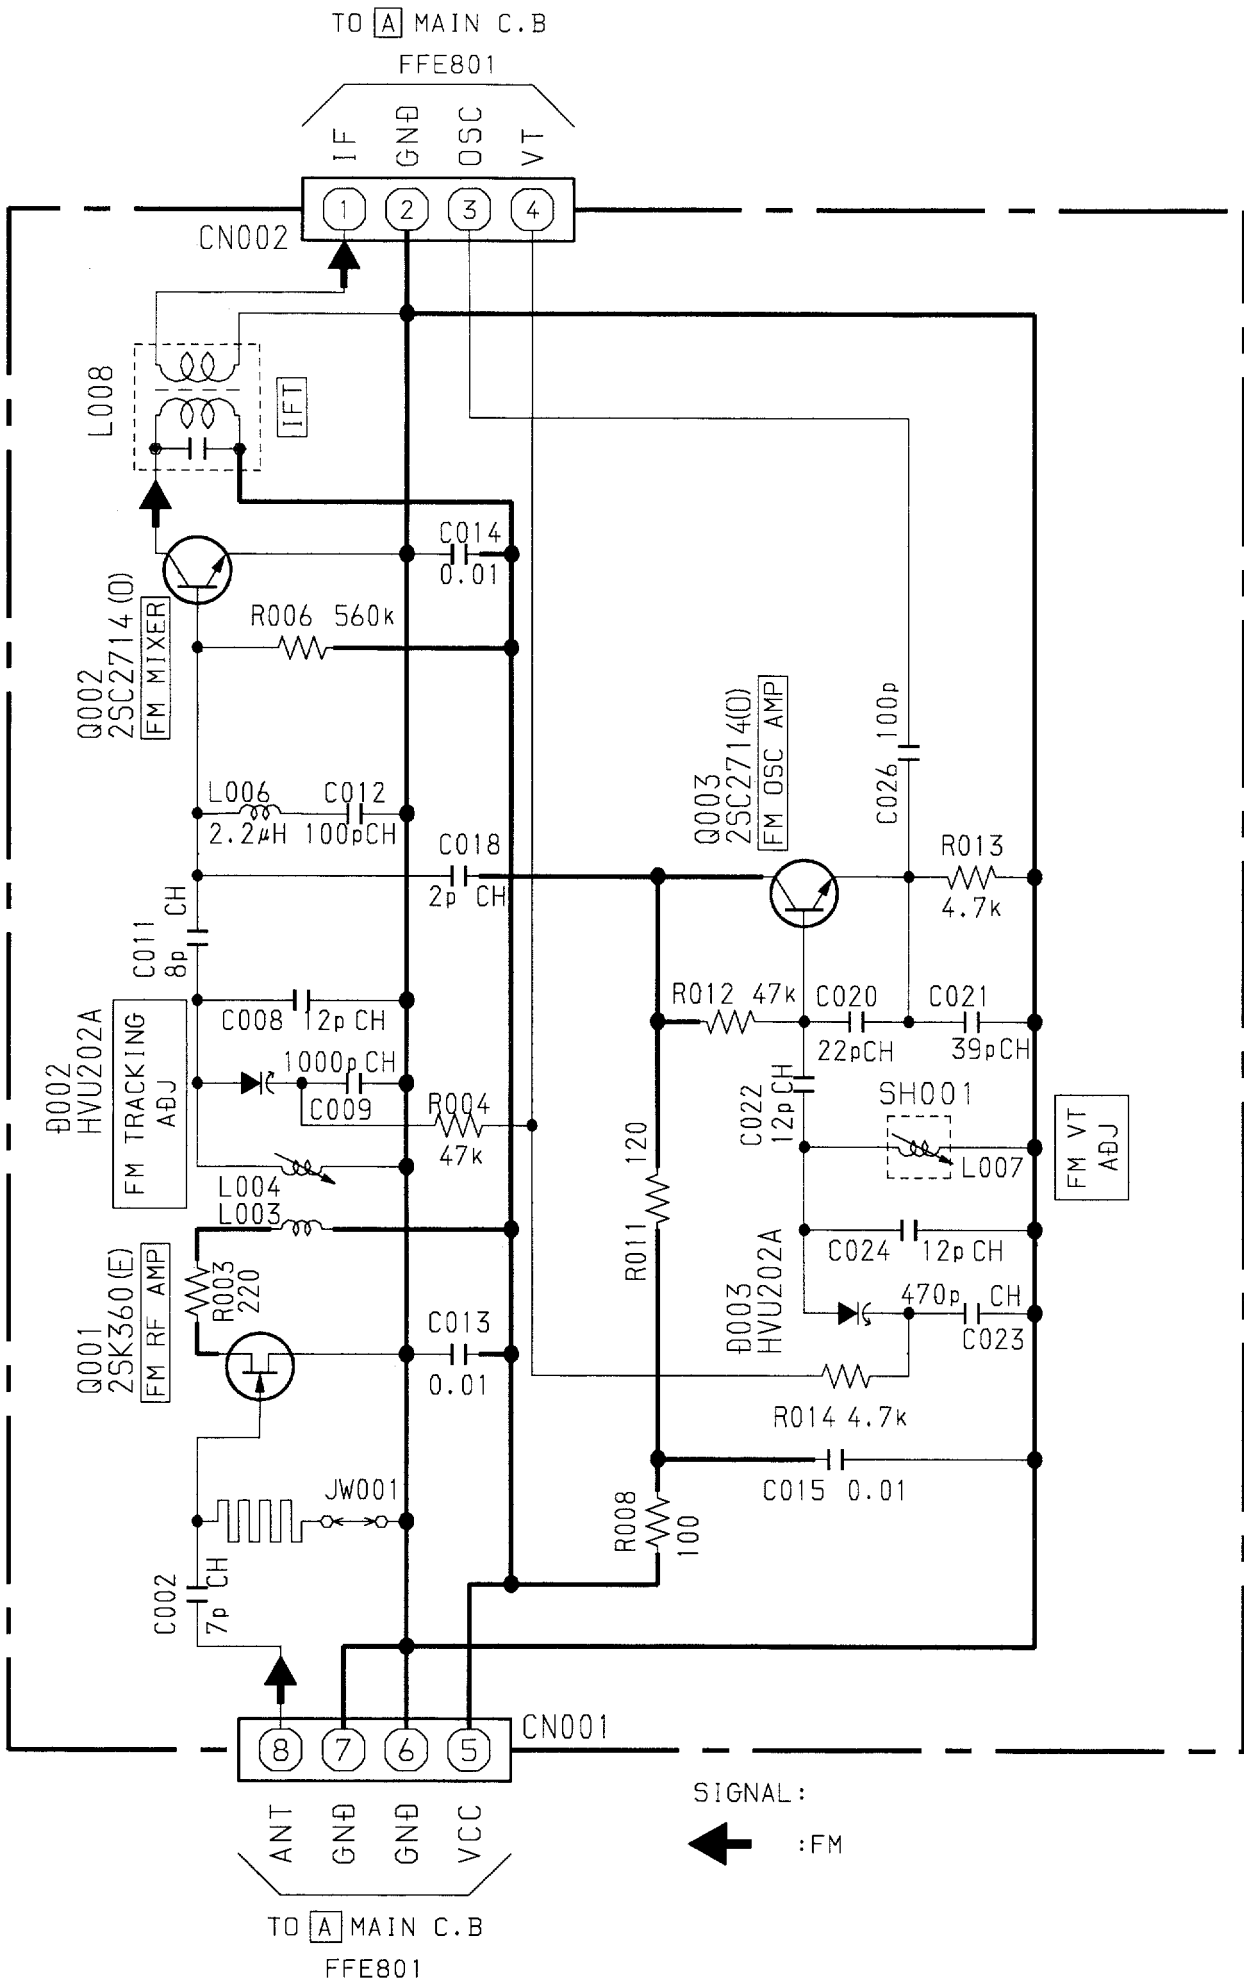 TO A MAIN C.B
FFE801
IF
GND
OSC
VT
1
2
3
4
CN002
L008
IFT
C014
0.01
R006 560k
Q002
2SC2714(O)
FM MIXER
L006
2.2μH
C012
100pCH
C018
2p CH
Q003
2SC2714(O)
FM OSC AMP
C026 100p
R013
4.7k
C011
8p CH
R012 47k
C020
22pCH
C021
39pCH
C008 12p CH
D002
HVU202A
FM TRACKING
ADJ
1000p CH
C009
R004
47k
C022
12pCH
SH001
L007
FM VT
ADJ
L004
L003
R011 120
R003
220
C024 12p CH
D003
HVU202A
470p CH
C023
Q001
2SK360(E)
FM RF AMP
C013
0.01
R014 4.7k
C015 0.01
JW001
R008
100
C002
7p CH
CN001
8
7
6
5
ANT
GND
GND
VCC
SIGNAL:
:FM
TO A MAIN C.B
FFE801